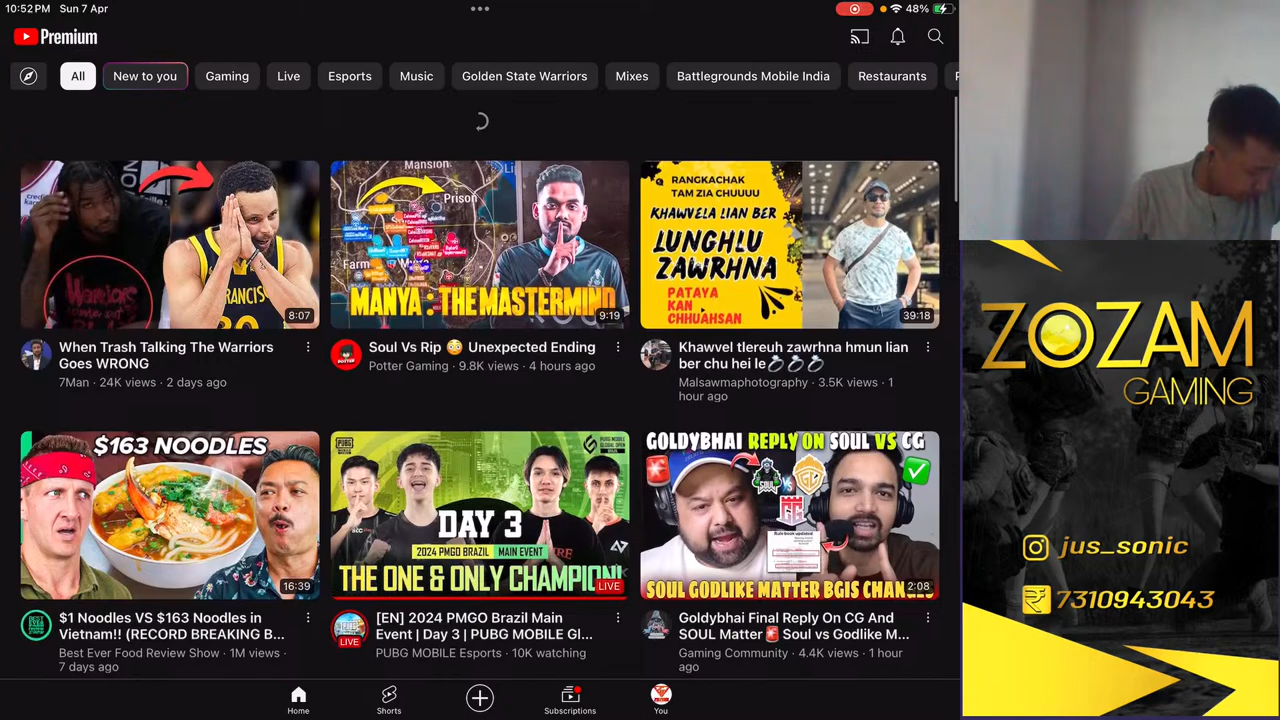 10:52 PM Sun 7 Apr
48%
Premium
All
New to you
Gaming
Live
Esports
Music
Golden State Warriors
Mixes
Battlegrounds Mobile India
Restaurants
8:07
When Trash Talking The Warriors
Goes WRONG
7Man · 24K views · 2 days ago
Mansion
Prison
Farm
MANYA : THE MASTERMIND
9:19
Soul Vs Rip 😳 Unexpected Ending
Potter Gaming · 9.8K views · 4 hours ago
RANGKACHAK
TAM ZIA CHUUUU
KHAWVELA LIAN BER
LUNGHLU
ZAWRHNA
PATAYA
KAN
CHHUAHSAN
39:18
Khawvel tlereuh zawrhna hmun lian
ber chu hei le💍💍💍
Malsawmaphotography · 3.5K views · 1
hour ago
$163 NOODLES
16:39
$1 Noodles VS $163 Noodles in
Vietnam!! (RECORD BREAKING B...
Best Ever Food Review Show · 1M views ·
7 days ago
DAY 3
2024 PMGO BRAZIL MAIN EVENT
THE ONE & ONLY CHAMPION
LIVE
LIVE
[EN] 2024 PMGO Brazil Main
Event | Day 3 | PUBG MOBILE Gl...
PUBG MOBILE Esports · 10K watching
GOLDYBHAI REPLY ON SOUL VS CG
Rule book updated
SOUL GODLIKE MATTER BGIS
2:08
Goldybhai Final Reply On CG And
SOUL Matter🚨Soul vs Godlike M...
Gaming Community · 4.4K views · 1 hour
ago
Home
Shorts
Subscriptions
You
ZOZAM
GAMING
jus_sonic
7310943043